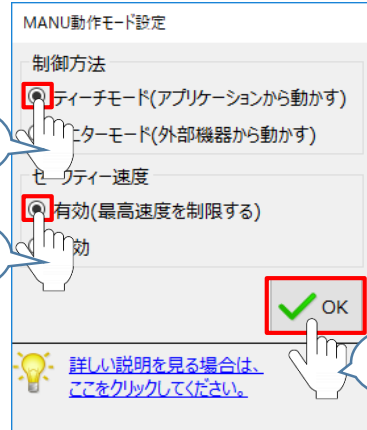 MANU動作モード設定
制御方法
ティーチモード(アプリケーションから動かす)
ニターモード(外部機器から動かす)
セーフティー速度
有効(最高速度を制限する)
効
OK
詳しい説明を見る場合は、
ここをクリックしてください。